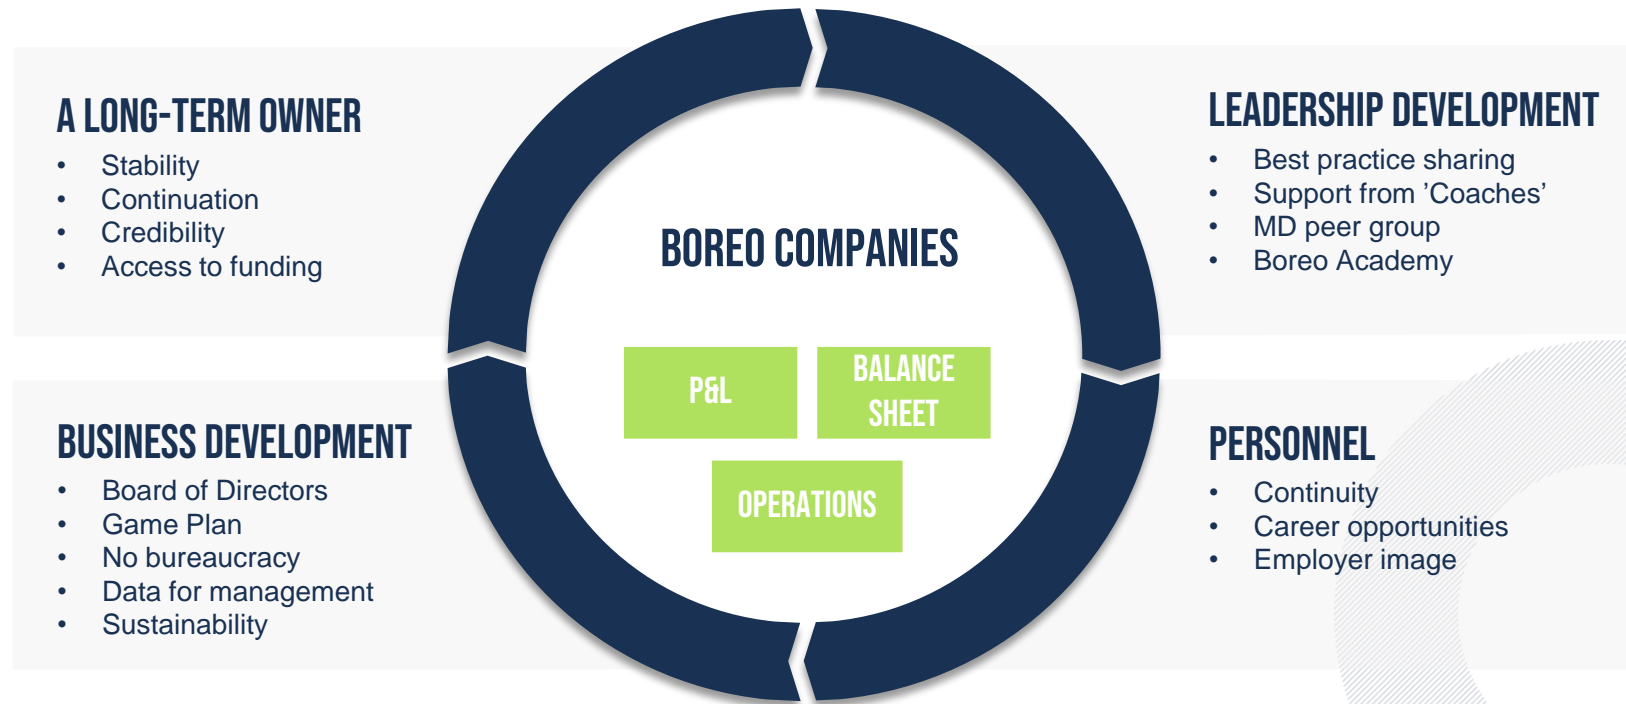 A LONG-TERM OWNER
• Stability
• Continuation
• Credibility
• Access to funding
LEADERSHIP DEVELOPMENT
• Best practice sharing
• Support from ’Coaches’
• MD peer group
• Boreo Academy
BOREO COMPANIES
P&L
BALANCE
SHEET
OPERATIONS
BUSINESS DEVELOPMENT
• Board of Directors
• Game Plan
• No bureaucracy
• Data for management
• Sustainability
PERSONNEL
• Continuity
• Career opportunities
• Employer image